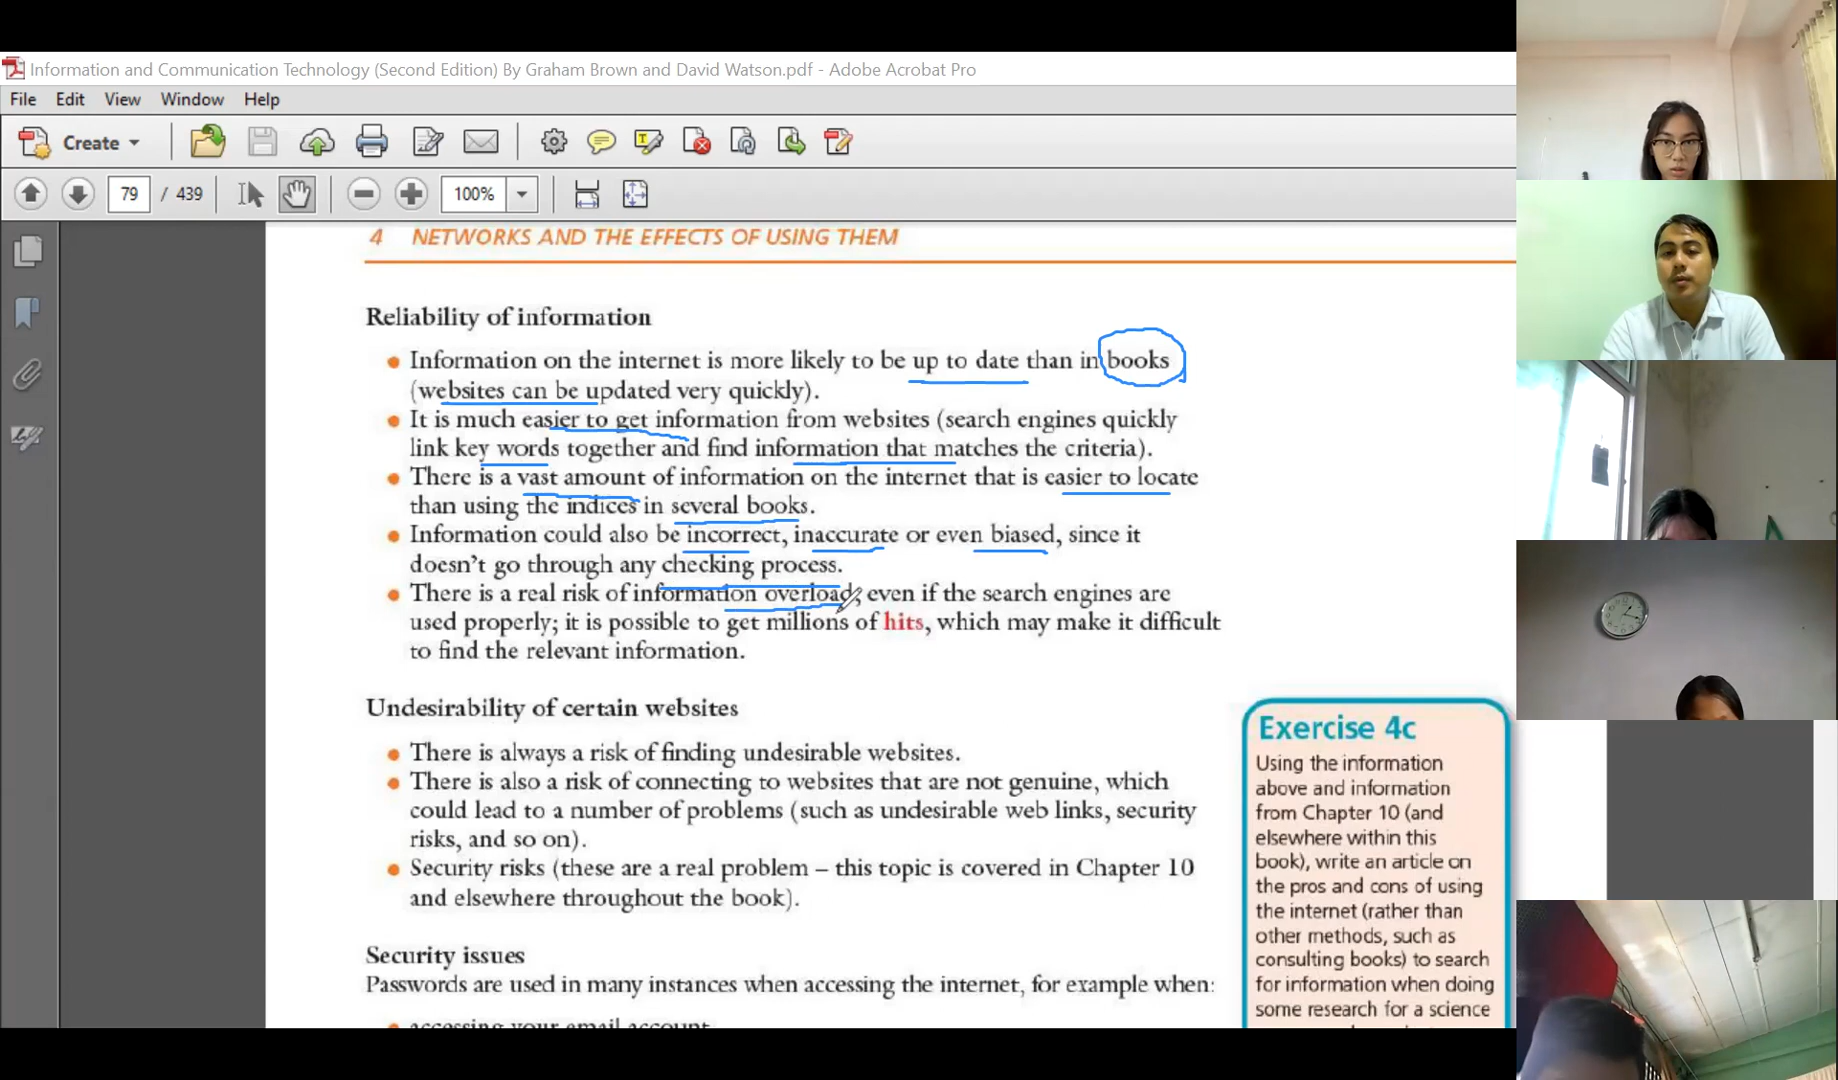 Information and Communication Technology (Second Edition) By Graham Brown and David Watson.pdf - Adobe Acrobat Pro
File Edit View Window Help
Create
79 / 439 100%
4 NETWORKS AND THE EFFECTS OF USING THEM
Reliability of information
Information on the internet is more likely to be up to date than in books
(websites can be updated very quickly).
It is much easier to get information from websites (search engines quickly
link key words together and find information that matches the criteria).
There is a vast amount of information on the internet that is easier to locate
than using the indices in several books.
Information could also be incorrect, inaccurate or even biased, since it
doesn't go through any checking process.
There is a real risk of information overload, even if the search engines are
used properly; it is possible to get millions of hits, which may make it difficult
to find the relevant information.
Undesirability of certain websites
There is always a risk of finding undesirable websites.
There is also a risk of connecting to websites that are not genuine, which
could lead to a number of problems (such as undesirable web links, security
risks, and so on).
Security risks (these are a real problem – this topic is covered in Chapter 10
and elsewhere throughout the book).
Security issues
Passwords are used in many instances when accessing the internet, for example when:
accessing your email account
Exercise 4c
Using the information
above and information
from Chapter 10 (and
elsewhere within this
book), write an article on
the pros and cons of using
the internet (rather than
other methods, such as
consulting books) to search
for information when doing
some research for a science